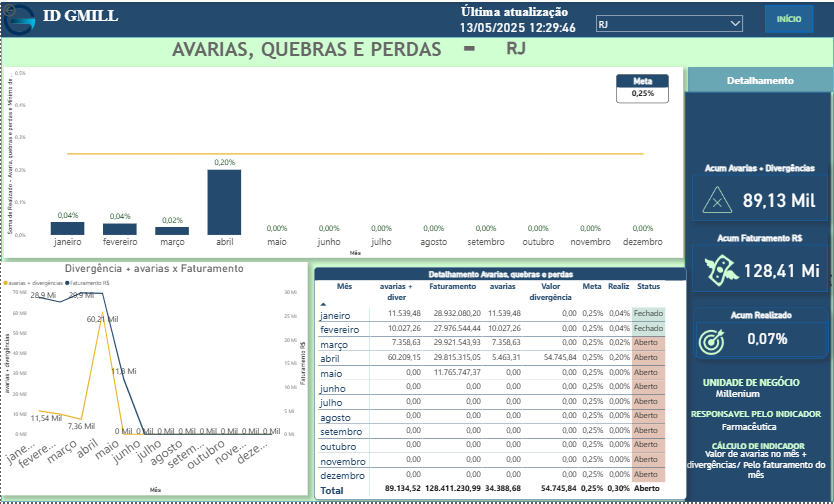 ID GMILL
Última atualização
13/05/2025 12:29:46
RJ
INÍCIO
AVARIAS, QUEBRAS E PERDAS - RJ
Meta
0,25%
Soma de Realizado - Avaria, quebras e perdas e Mínimo de ...
0,5%
0,4%
0,3%
0,2%
0,1%
0,0%
0,04%
0,04%
0,02%
0,20%
0,00%
0,00%
0,00%
0,00%
0,00%
0,00%
0,00%
0,00%
janeiro
fevereiro
março
abril
maio
junho
julho
agosto
setembro
outubro
novembro
dezembro
Mês
Detalhamento
Acum Avarias + Divergências
89,13 Mil
Acum Faturamento R$
128,41 Mi
Acum Realizado
0,07%
UNIDADE DE NEGÓCIO
Millenium
RESPONSAVEL PELO INDICADOR
Farmacêutica
CÁLCULO DE INDICADOR
Valor de avarias no mês +
divergências/ Pelo faturamento do
mês
Divergência + avarias x Faturamento
avarias + divergências
Faturamento R$
avarias + divergências
70 Mil
60 Mil
50 Mil
40 Mil
30 Mil
20 Mil
10 Mil
0 Mil
28,9 Mi
29,9 Mi
60,21 Mil
11,8 Mi
11,54 Mil
7,36 Mil
0 Mil
0 Mil
0 Mil
0 Mil
0 Mil
0 Mil
0 Mil
0 Mil
30 Mi
25 Mi
20 Mi
15 Mi
10 Mi
5 Mi
0 Mi
Faturamento R$
jane...
fevere...
março
abril
maio
junho
julho
agosto
setem...
outubro
nove...
deze...
Mês
Detalhamento Avarias, quebras e perdas
Mês avarias + diver Faturamento avarias Valor divergência Meta Realiz Status
janeiro 11.539,48 28.932.080,20 11.539,48 0,00 0,25% 0,04% Fechado
fevereiro 10.027,26 27.976.544,44 10.027,26 0,00 0,25% 0,04% Fechado
março 7.358,63 29.921.543,93 7.358,63 0,00 0,25% 0,02% Aberto
abril 60.209,15 29.815.315,05 5.463,31 54.745,84 0,25% 0,20% Aberto
maio 0,00 11.765.747,37 0,00 0,00 0,25% 0,00% Aberto
junho 0,00 0,00 0,00 0,00 0,25% 0,00% Aberto
julho 0,00 0,00 0,00 0,00 0,25% 0,00% Aberto
agosto 0,00 0,00 0,00 0,00 0,25% 0,00% Aberto
setembro 0,00 0,00 0,00 0,00 0,25% 0,00% Aberto
outubro 0,00 0,00 0,00 0,00 0,25% 0,00% Aberto
novembro 0,00 0,00 0,00 0,00 0,25% 0,00% Aberto
dezembro 0,00 0,00 0,00 0,00 0,25% 0,00% Aberto
Total 89.134,52 128.411.230,99 34.388,68 54.745,84 0,25% 0,30% Aberto